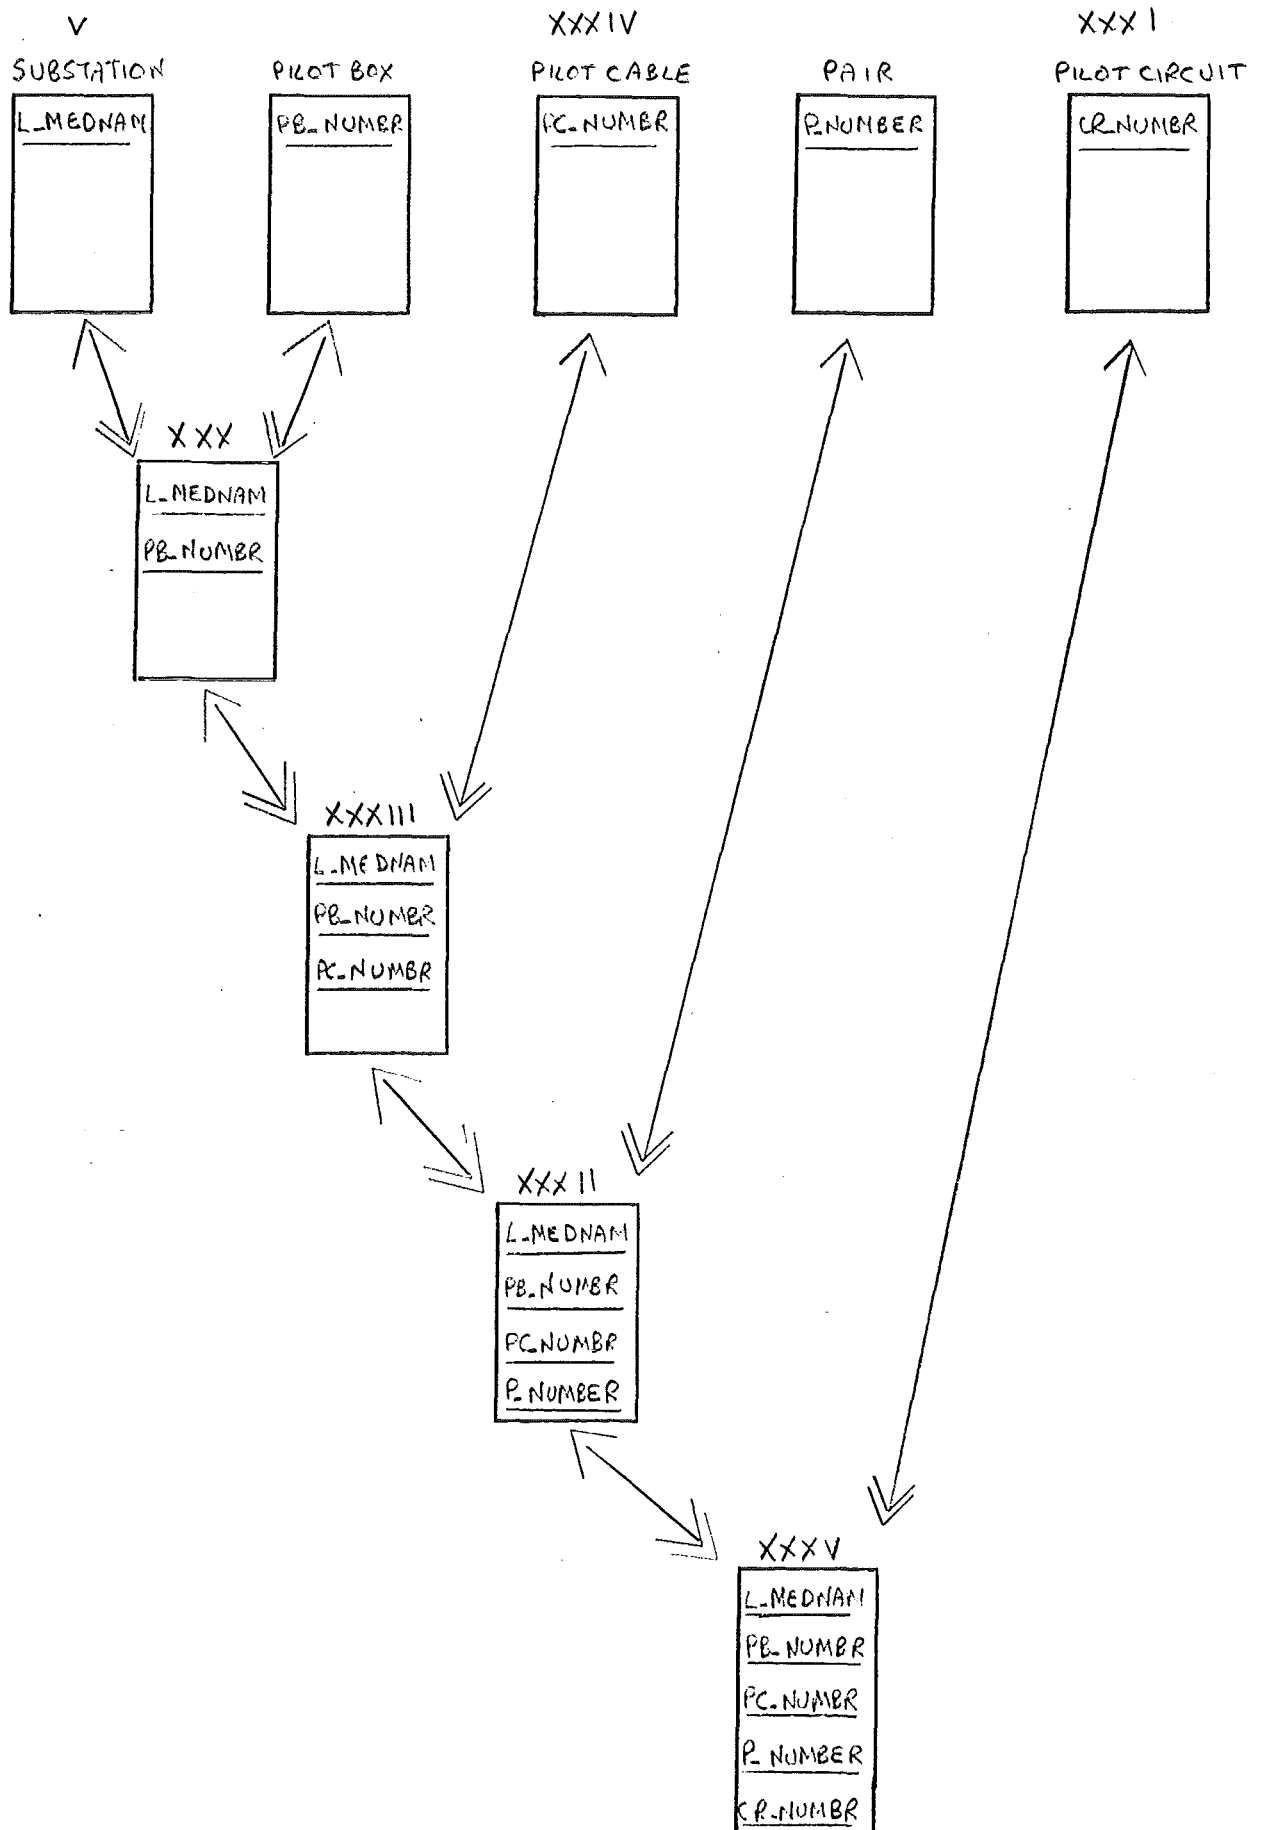 V
XXXIV
XXXI
SUBSTATION
PILOT BOX
PILOT CABLE
PAIR
PILOT CIRCUIT
L_MEDNAM
PB_NUMBR
PC_NUMBR
P_NUMBER
CR_NUMBR
XXX
L_MEDNAM
PB_NUMBR
XXXIII
L_MEDNAM
PB_NUMBR
PC_NUMBR
XXXII
L_MEDNAM
PB_NUMBR
PC_NUMBR
P_NUMBER
XXXV
L_MEDNAM
PB_NUMBR
PC_NUMBR
P_NUMBER
CR_NUMBR